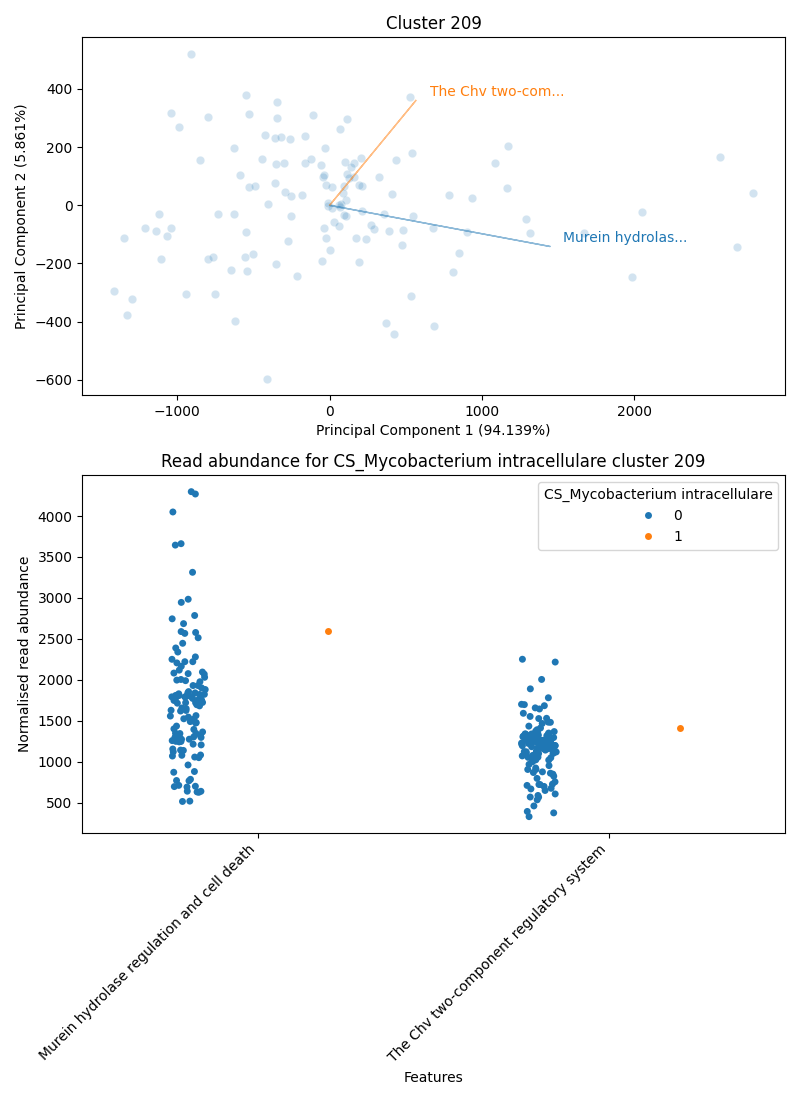 Cluster 209
Principal Component 2 (5.861%)
400
200
0
−200
−400
−600
The Chv two-com...
Murein hydrolas...
−1000
0
1000
2000
Principal Component 1 (94.139%)
Read abundance for CS_Mycobacterium intracellulare cluster 209
Normalised read abundance
4000
3500
3000
2500
2000
1500
1000
500
CS_Mycobacterium intracellulare
0
1
Murein hydrolase regulation and cell death
The Chv two-component regulatory system
Features